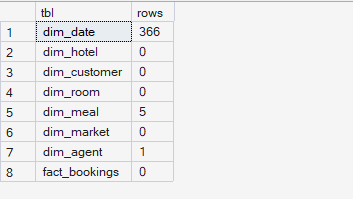 tbl rows
1 dim_date 366
2 dim_hotel 0
3 dim_customer 0
4 dim_room 0
5 dim_meal 5
6 dim_market 0
7 dim_agent 1
8 fact_bookings 0